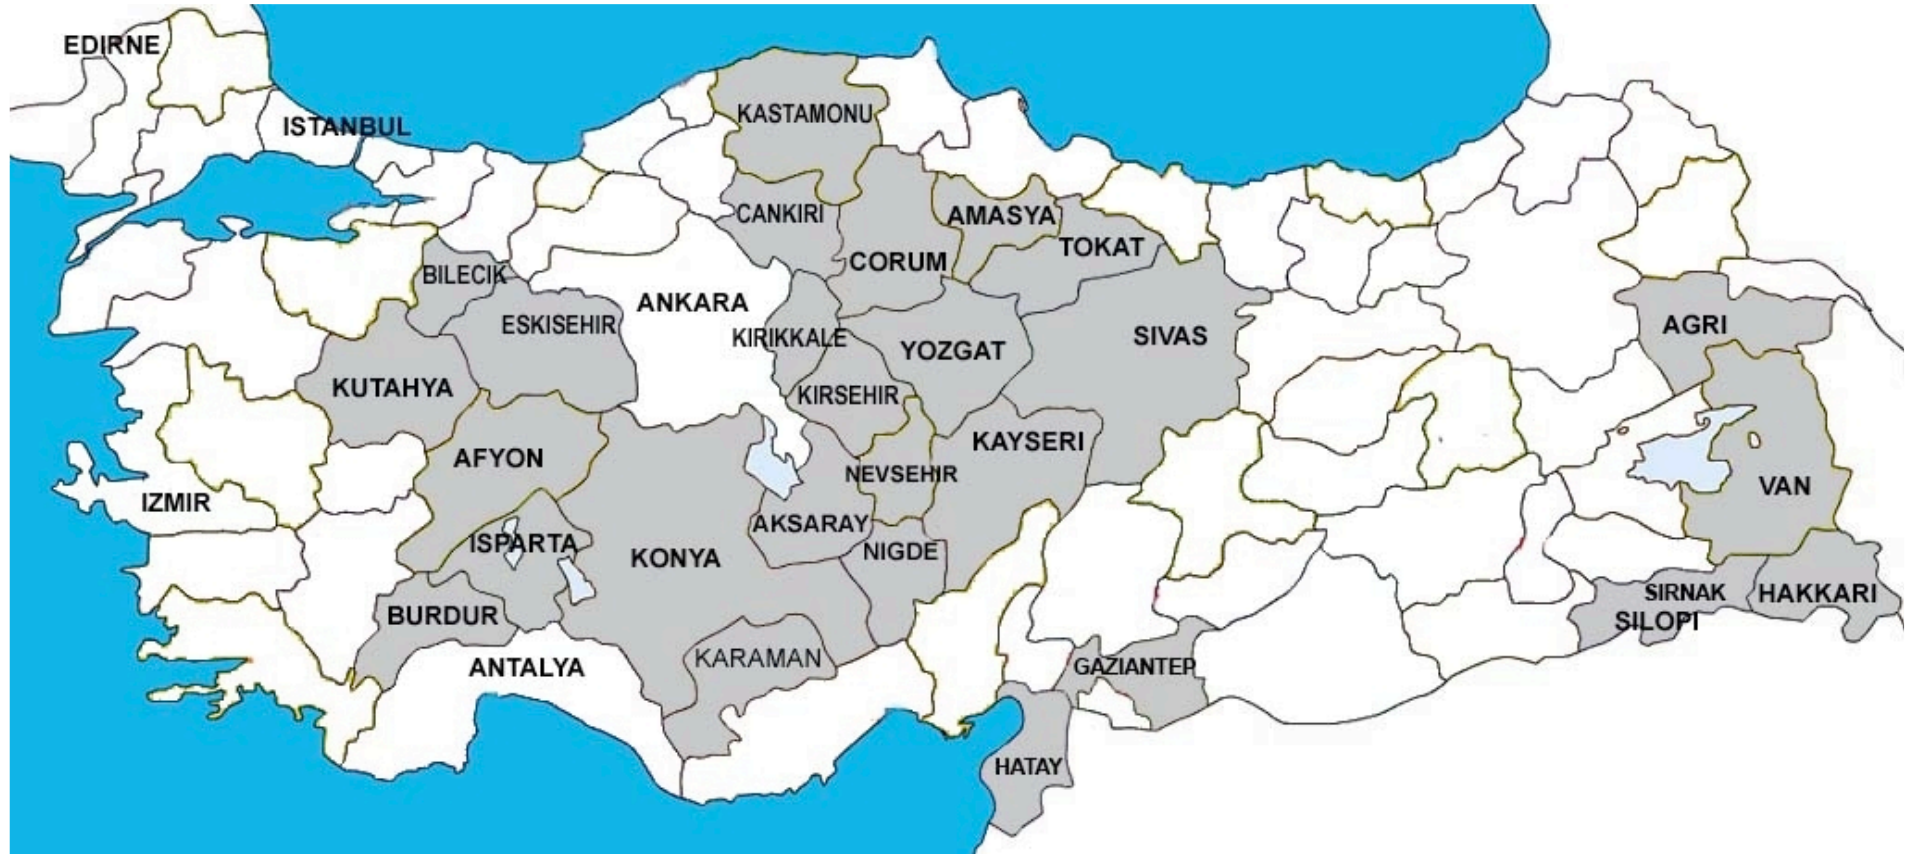 EDIRNE
ISTANBUL
KASTAMONU
CANKIRI
AMASYA
TOKAT
CORUM
BILECIK
ANKARA
ESKISEHIR
KIRIKKALE
YOZGAT
SIVAS
AGRI
KUTAHYA
KIRSEHIR
KAYSERI
AFYON
NEVSEHIR
IZMIR
VAN
AKSARAY
ISPARTA
KONYA
NIGDE
BURDUR
SIRNAK
HAKKARI
SILOPI
ANTALYA
KARAMAN
GAZIANTEP
HATAY